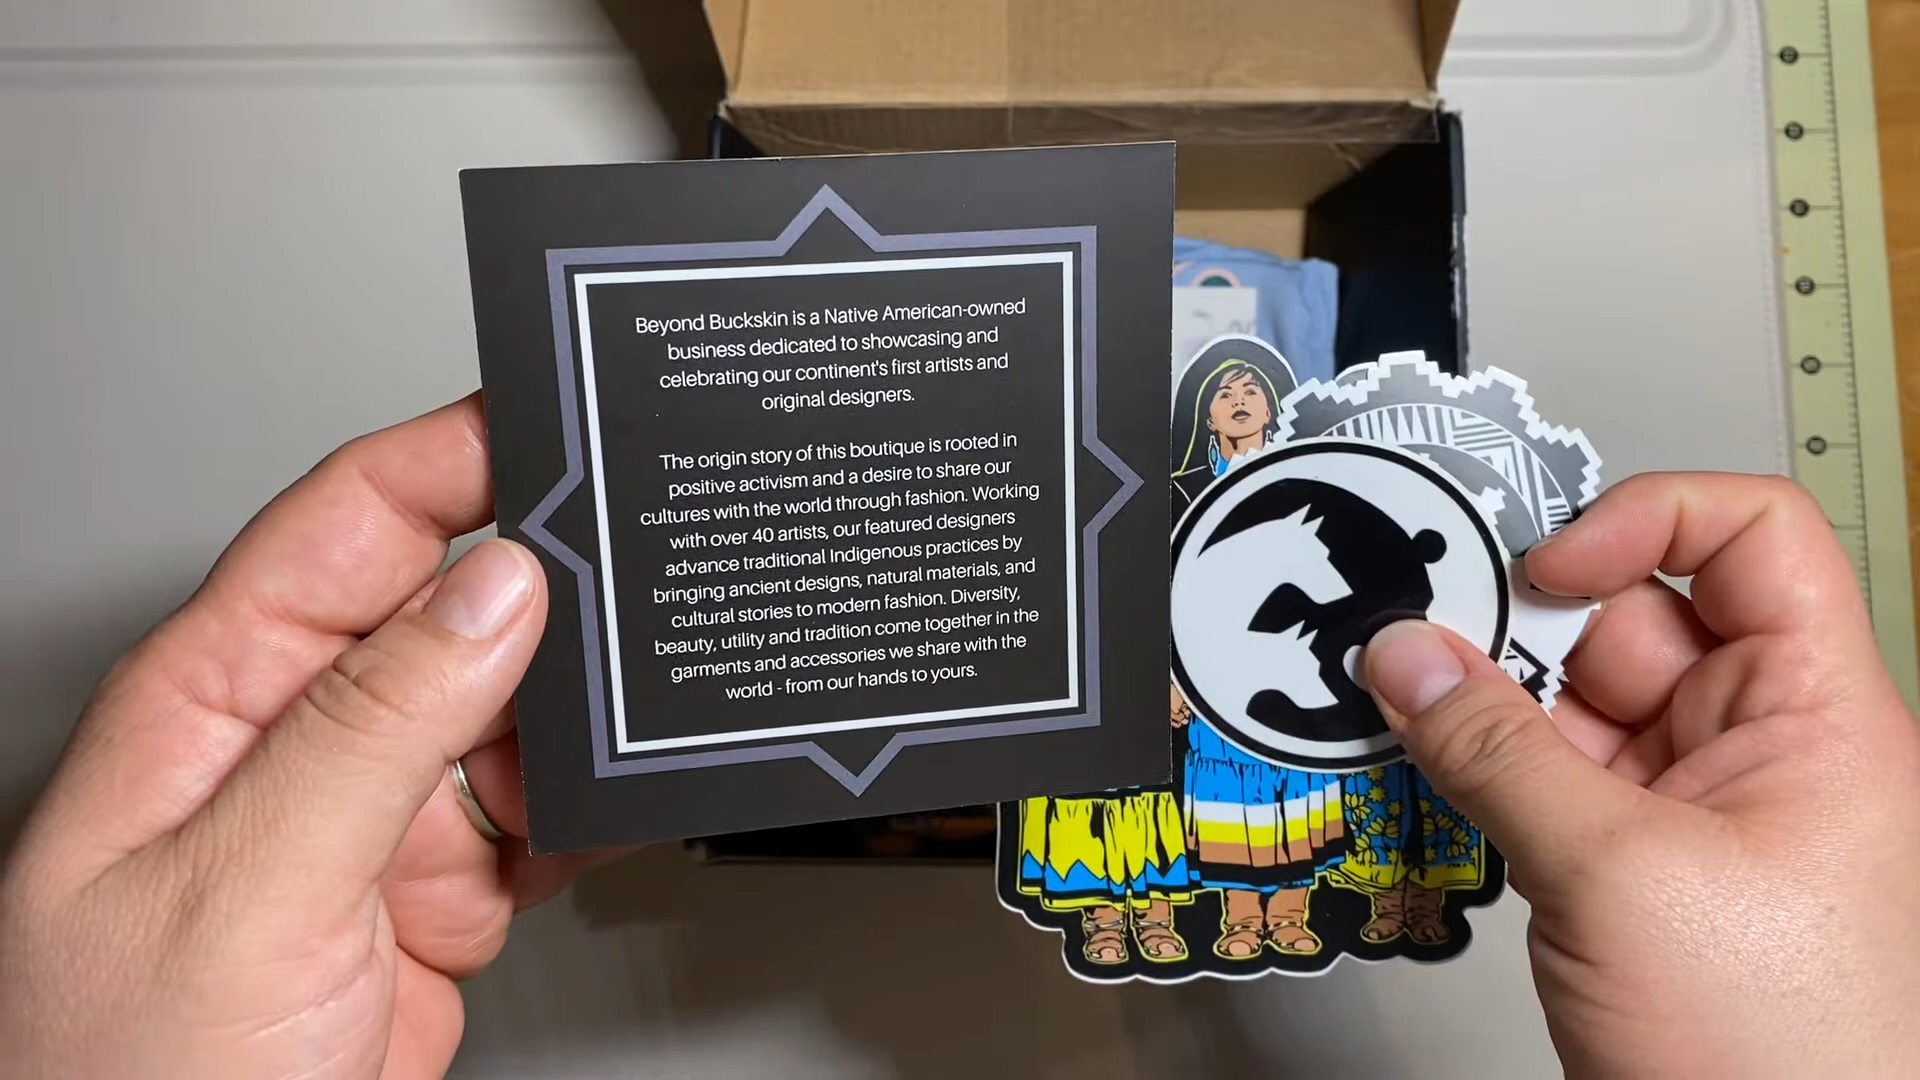 Beyond Buckskin is a Native American-owned
business dedicated to showcasing and
celebrating our continent's first artists and
original designers.
The origin story of this boutique is rooted in
positive activism and a desire to share our
cultures with the world through fashion. Working
with over 40 artists, our featured designers
advance traditional Indigenous practices by
bringing ancient designs, natural materials, and
cultural stories to modern fashion. Diversity,
beauty, utility and tradition come together in the
garments and accessories we share with the
world - from our hands to yours.